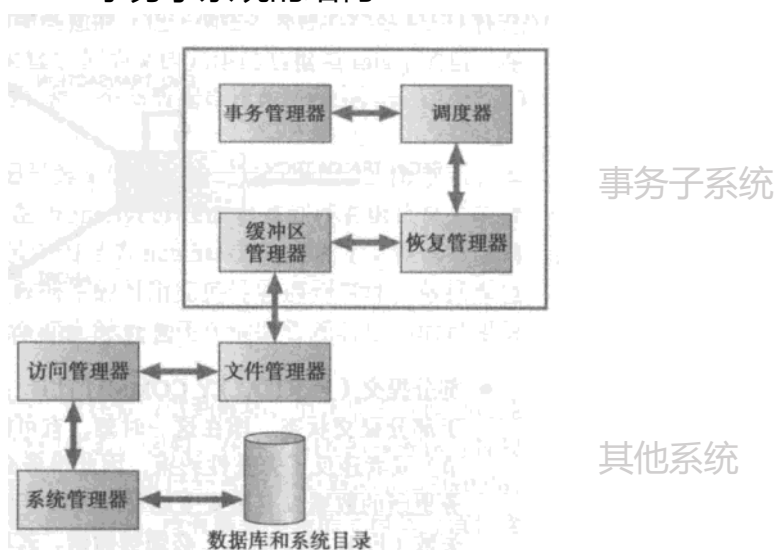 事务管理器
调度器
事务子系统
缓冲区
管理器
恢复管理器
访问管理器
文件管理器
其他系统
系统管理器
数据库和系统目录